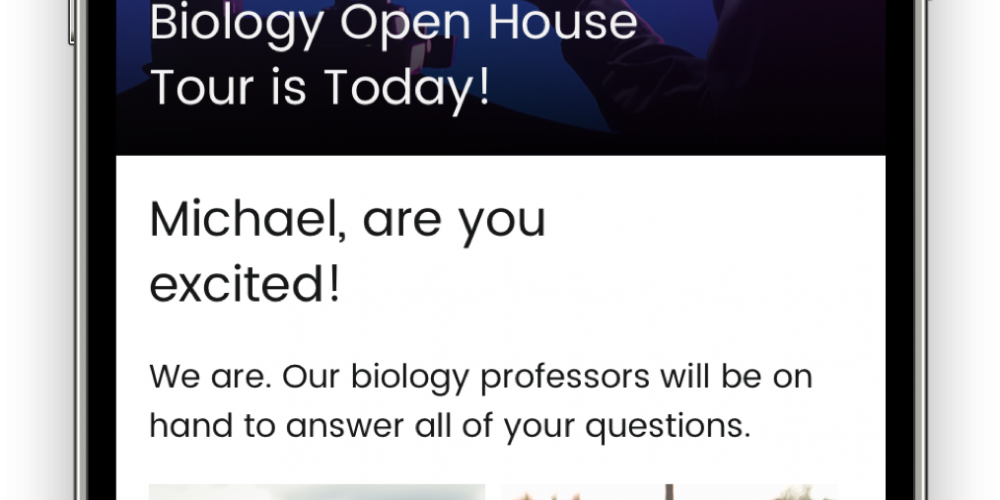 Biology Open House
Tour is Today!
Michael, are you
excited!
We are. Our biology professors will be on
hand to answer all of your questions.